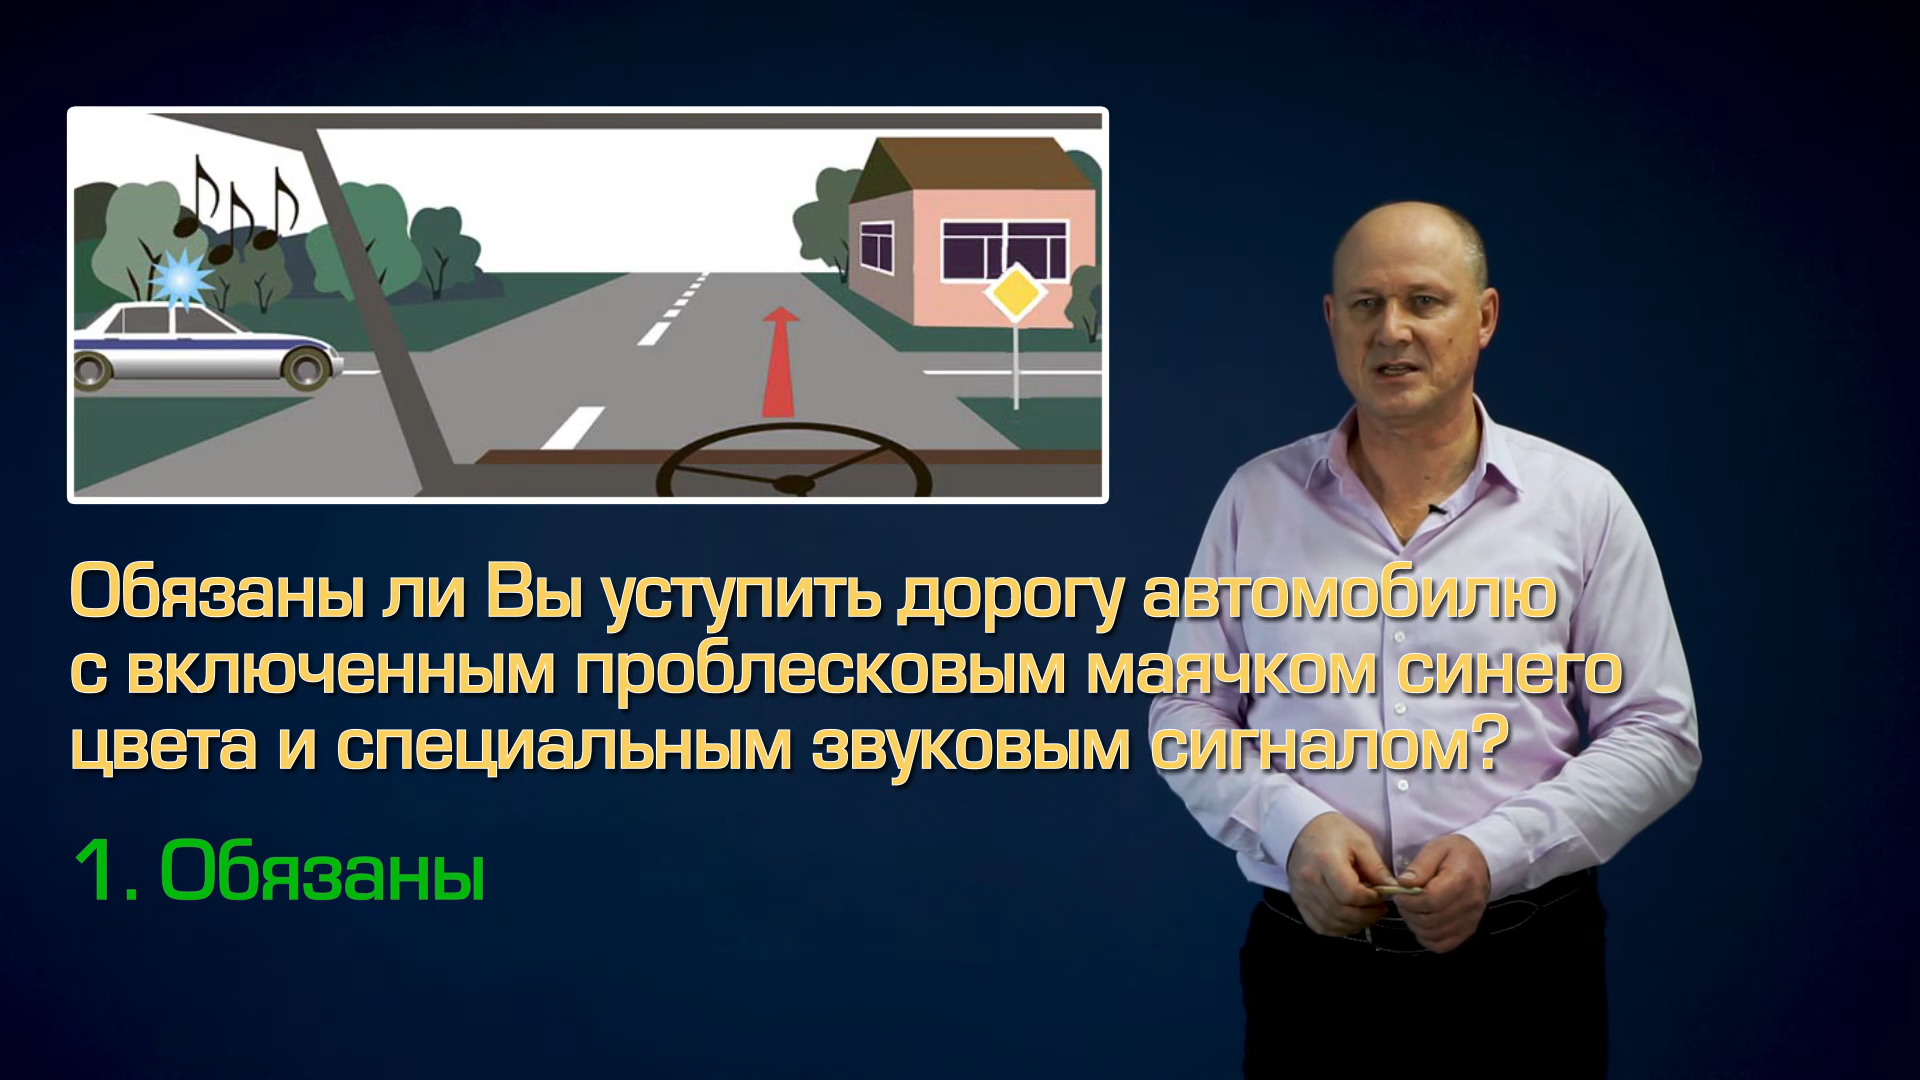 Обязаны ли Вы уступить дорогу автомобилю
с включенным проблесковым маячком синего
цвета и специальным звуковым сигналом?
1. Обязаны